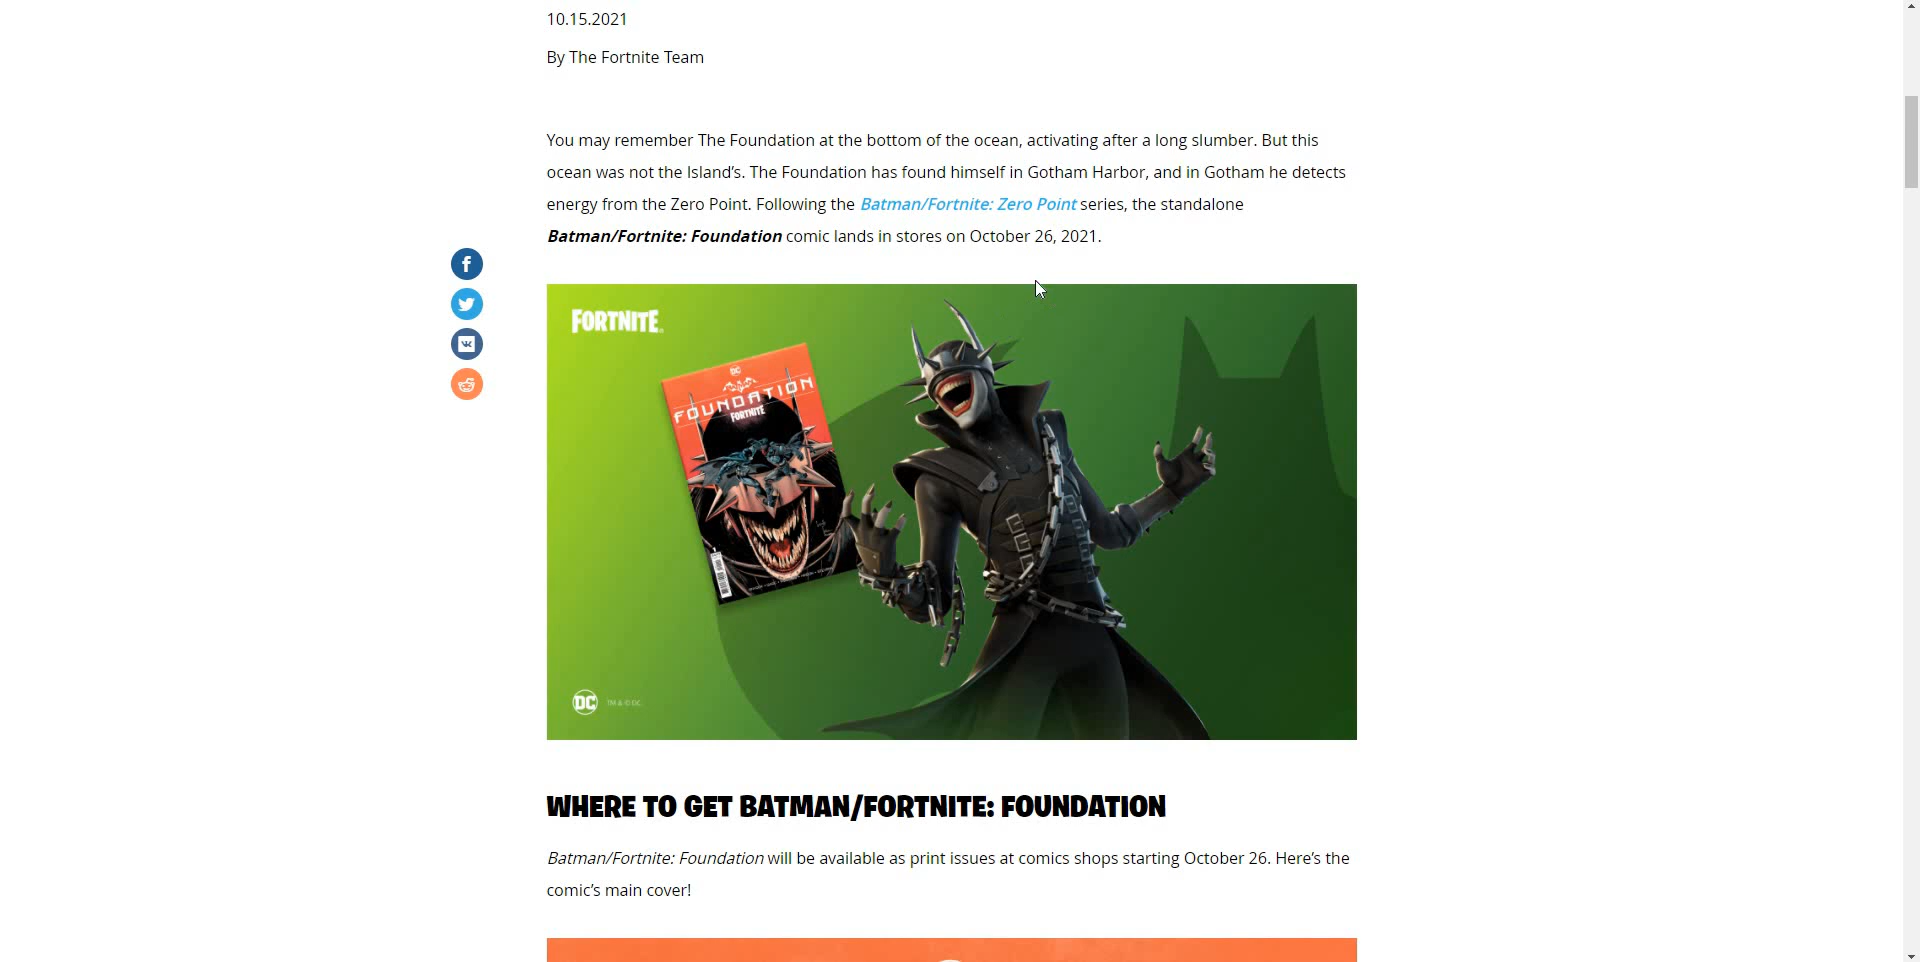 10.15.2021
By The Fortnite Team
You may remember The Foundation at the bottom of the ocean, activating after a long slumber. But this
ocean was not the Island’s. The Foundation has found himself in Gotham Harbor, and in Gotham he detects
energy from the Zero Point. Following the Batman/Fortnite: Zero Point series, the standalone
Batman/Fortnite: Foundation comic lands in stores on October 26, 2021.
FORTNITE
DC
FOUNDATION
FORTNITE
DC TM & © DC
WHERE TO GET BATMAN/FORTNITE: FOUNDATION
Batman/Fortnite: Foundation will be available as print issues at comics shops starting October 26. Here’s the
comic’s main cover!